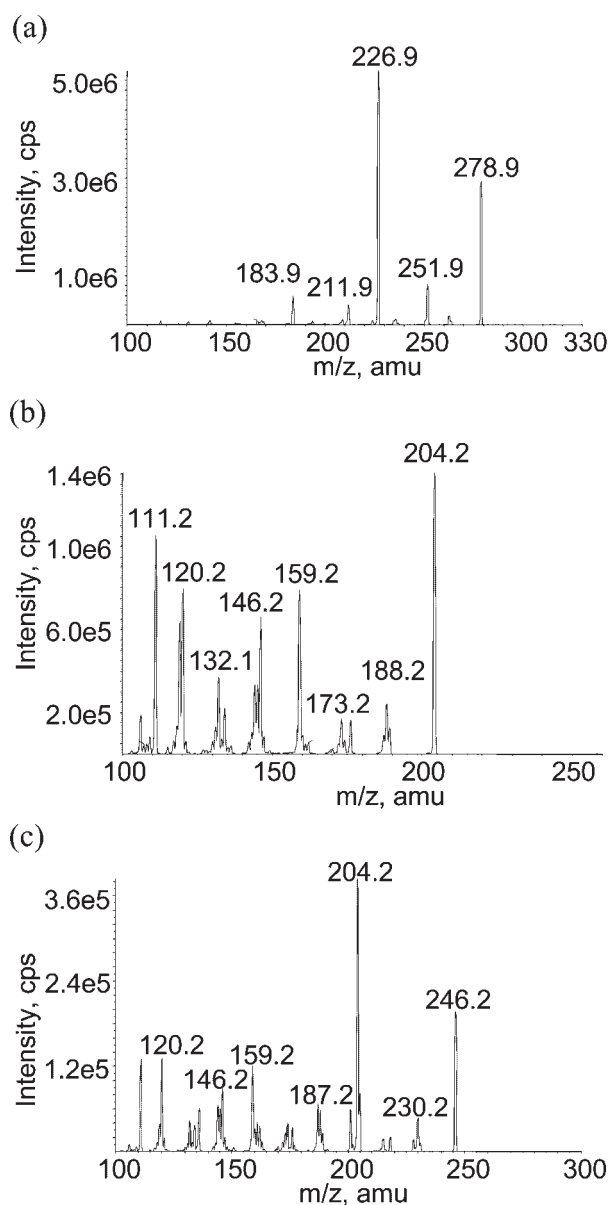 (a)
Intensity, cps
5.0e6
3.0e6
1.0e6
226.9
278.9
183.9
211.9
251.9
100 150 200 250 300 330
m/z, amu
(b)
Intensity, cps
1.4e6
1.0e6
6.0e5
2.0e5
204.2
111.2
120.2
159.2
146.2
132.1
188.2
173.2
100 150 200 250
m/z, amu
(c)
Intensity, cps
3.6e5
2.4e5
1.2e5
204.2
246.2
120.2
159.2
146.2
187.2
230.2
100 150 200 250 300
m/z, amu